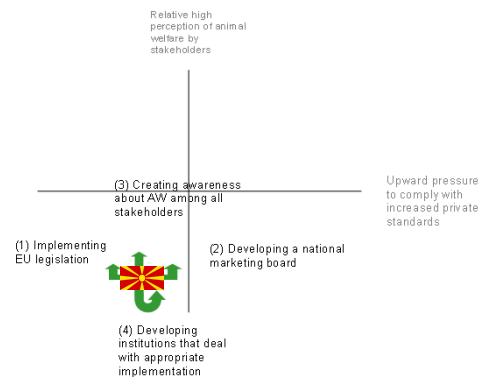 Relative high
perception of animal
welfare by
stakeholders
Upward pressure
to comply with
increased private
standards
(3) Creating awareness
about AW among all
stakeholders
(1) Implementing
EU legislation
(2) Developing a national
marketing board
(4) Developing
institutions that deal
with appropriate
implementation